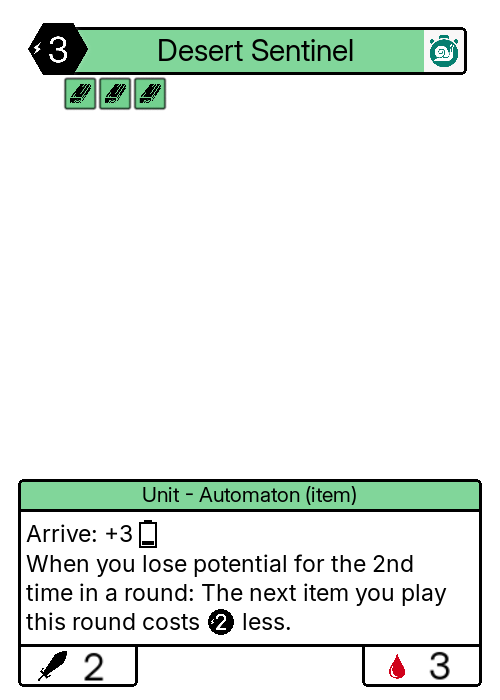 3 Desert Sentinel
Unit - Automaton (item)
Arrive: +3
When you lose potential for the 2nd
time in a round: The next item you play
this round costs 2 less.
2 3